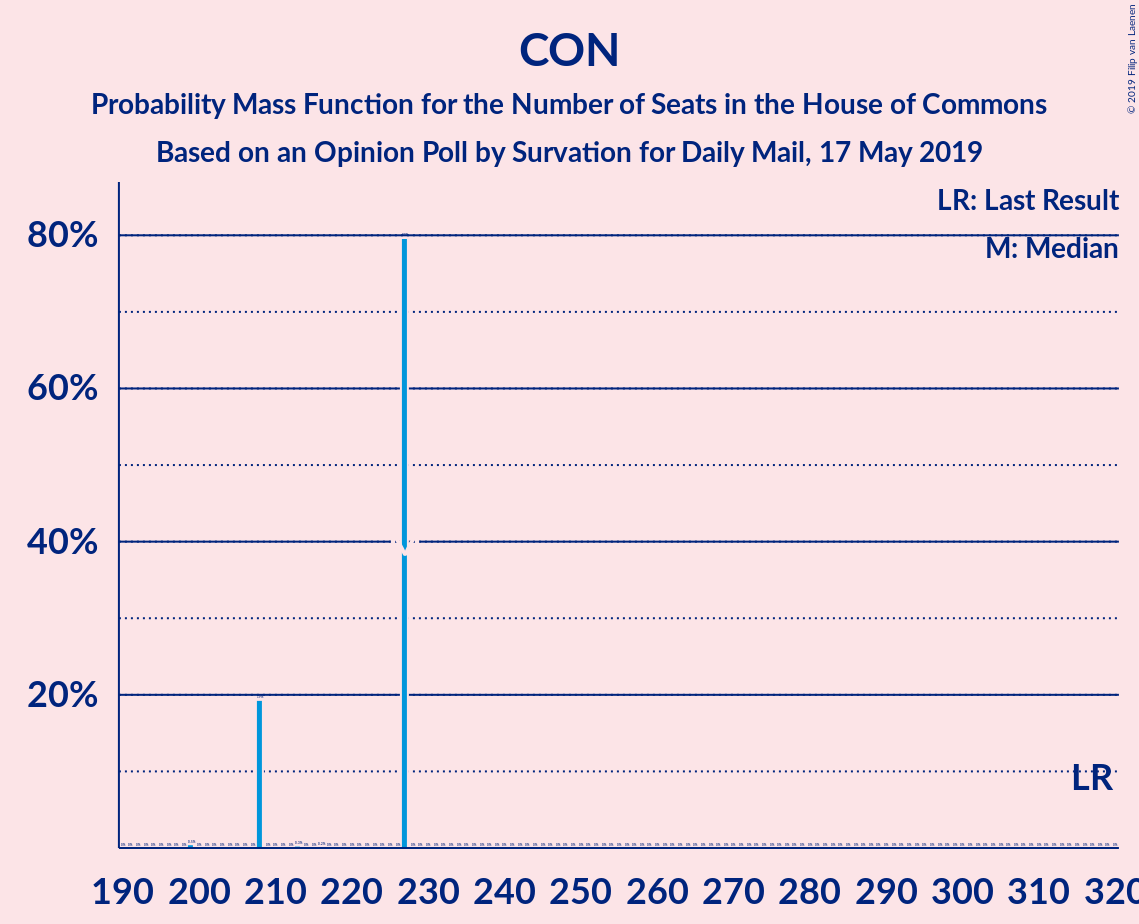 © 2019 Filip van Laenen
CON
Probability Mass Function for the Number of Seats in the House of Commons
Based on an Opinion Poll by Survation for Daily Mail, 17 May 2019
LR: Last Result
M: Median
80%
60%
40%
20%
LR
190 200 210 220 230 240 250 260 270 280 290 300 310 320